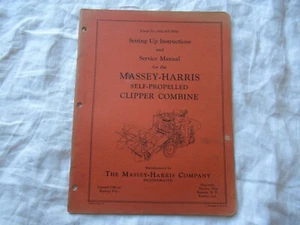 Setting Up Instructions
and
Service Manual
for the
MASSEY-HARRIS
SELF-PROPELLED
CLIPPER COMBINE
THE MASSEY-HARRIS COMPANY